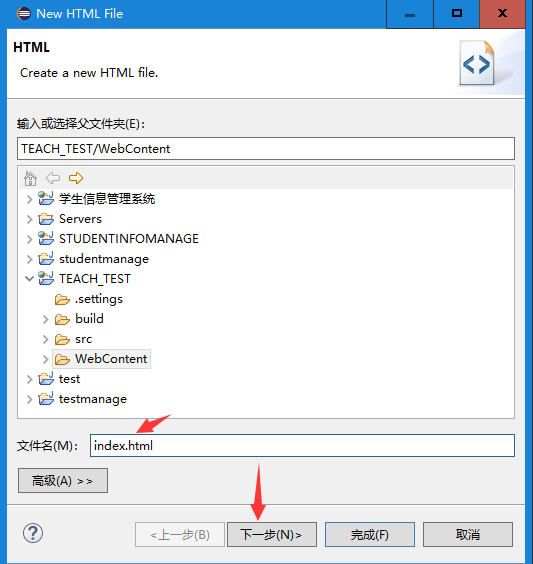 New HTML File
HTML
Create a new HTML file.
输入或选择父文件夹(E):
TEACH_TEST/WebContent
学生信息管理系统
Servers
STUDENTINFOMANAGE
studentmanage
TEACH_TEST
.settings
build
src
WebContent
test
testmanage
文件名(M): index.html
高级(A) >>
? <上一步(B) 下一步(N)> 完成(F) 取消